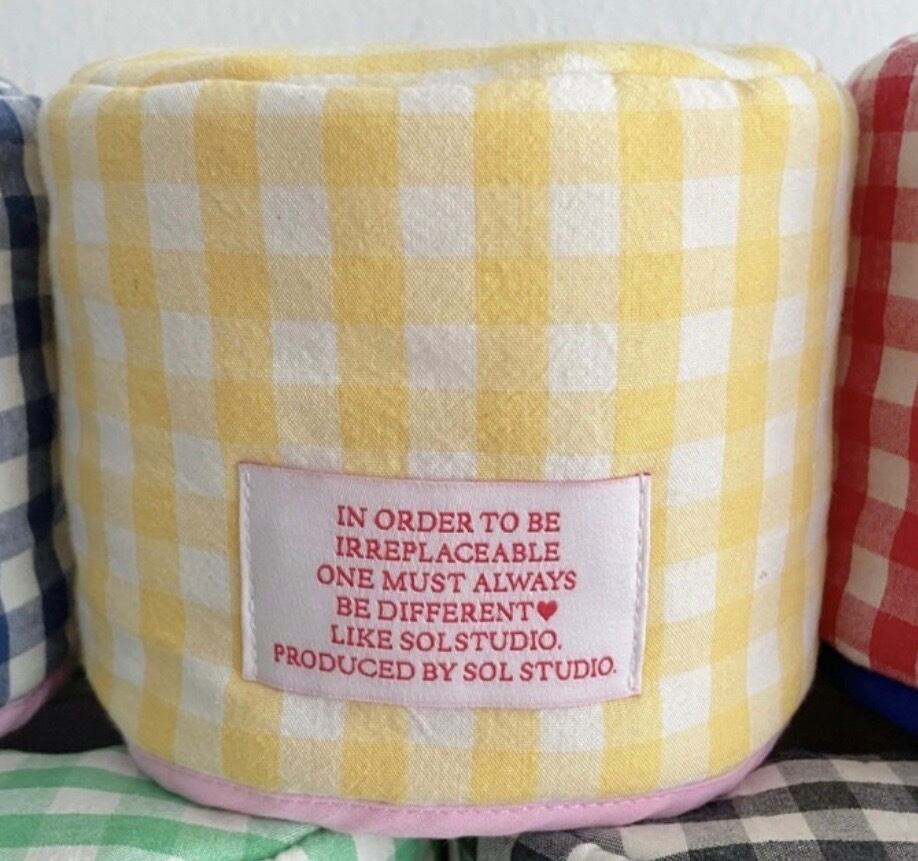 IN ORDER TO BE
IRREPLACEABLE
ONE MUST ALWAYS
BE DIFFERENT♥
LIKE SOLSTUDIO.
PRODUCED BY SOL STUDIO.